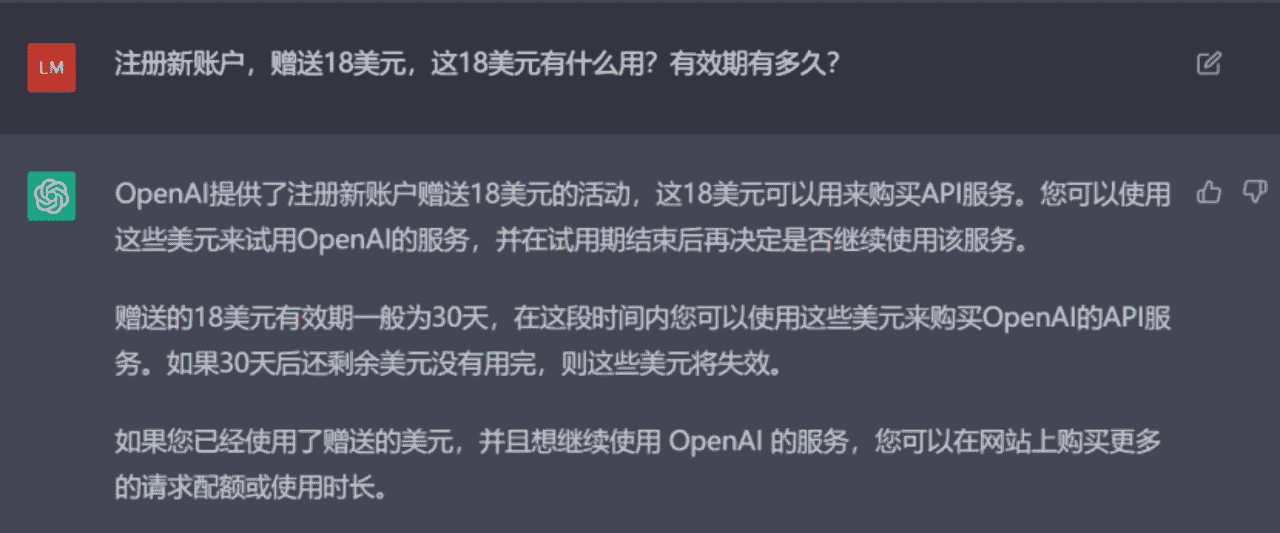 LM
注册新账户，赠送18美元，这18美元有什么用？有效期有多久？
OpenAI提供了注册新账户赠送18美元的活动，这18美元可以用来购买API服务。您可以使用
这些美元来试用OpenAI的服务，并在试用期结束后再决定是否继续使用该服务。
赠送的18美元有效期一般为30天，在这段时间内您可以使用这些美元来购买OpenAI的API服
务。如果30天后还剩余美元没有用完，则这些美元将失效。
如果您已经使用了赠送的美元，并且想继续使用 OpenAI 的服务，您可以在网站上购买更多
的请求配额或使用时长。